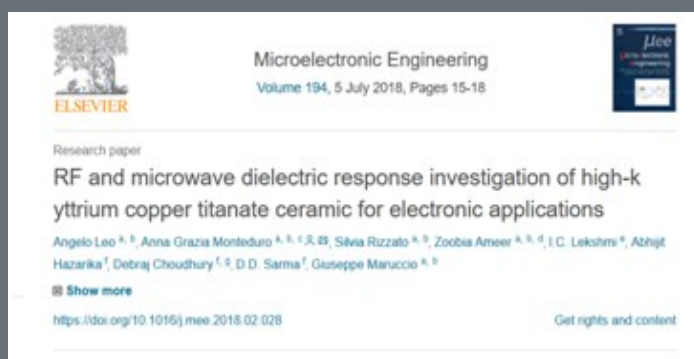 ELSEVIER
Microelectronic Engineering
Volume 194, 5 July 2018, Pages 15-18
Research paper
RF and microwave dielectric response investigation of high-k
yttrium copper titanate ceramic for electronic applications
Angelo Leo a, b, Anna Grazia Monteduro a, b, c, Silvia Rizzato a, b, Zoobia Ameer a, b, d, I.C. Lekshmi e, Abhijit
Hazarika f, Debraj Choudhury f, g, D.D. Sarma f, Giuseppe Maruccio a, b
Show more
https://doi.org/10.1016/j.mee.2018.02.028
Get rights and content